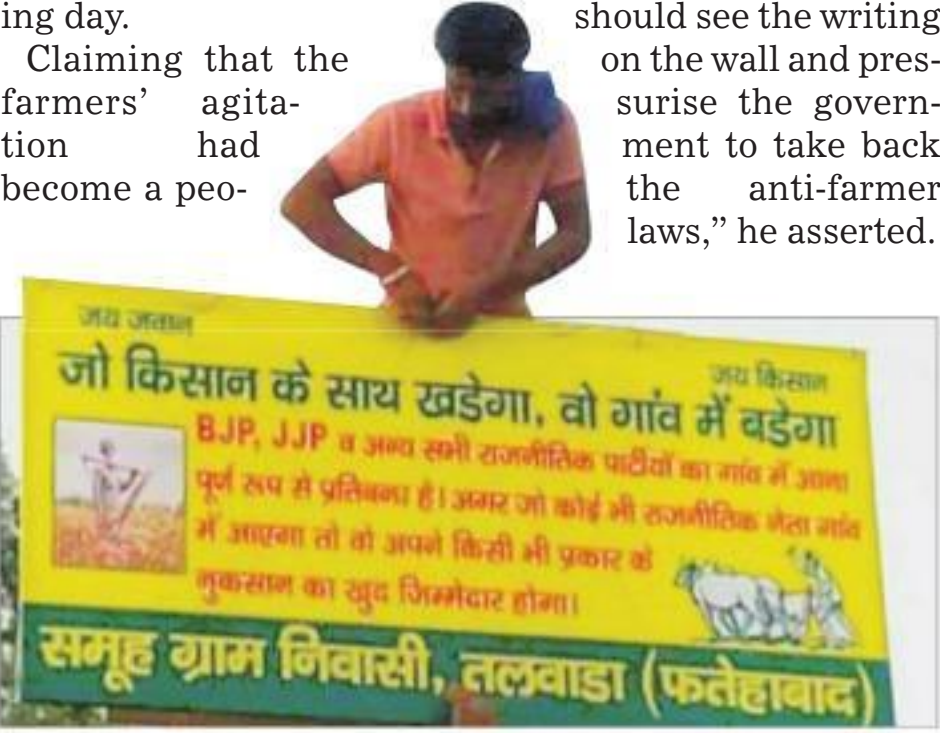 ing day.
Claiming that the
farmers’ agita-
tion had
become a peo-
should see the writing
on the wall and pres-
surise the govern-
ment to take back
the anti-farmer
laws,” he asserted.
जय जवान
जय किसान
जो किसान के साथ खडेगा, वो गांव में बडेगा
BJP, JJP व अन्य सभी राजनीतिक पार्टीयों का गांव में आना
पूर्ण रूप से प्रतिबन्ध है। अगर जो कोई भी राजनीतिक नेता गांव
में आएगा तो वो अपने किसी भी प्रकार के
नुकसान का खुद जिम्मेदार होगा।
समूह ग्राम निवासी, तलवाडा (फतेहाबाद)